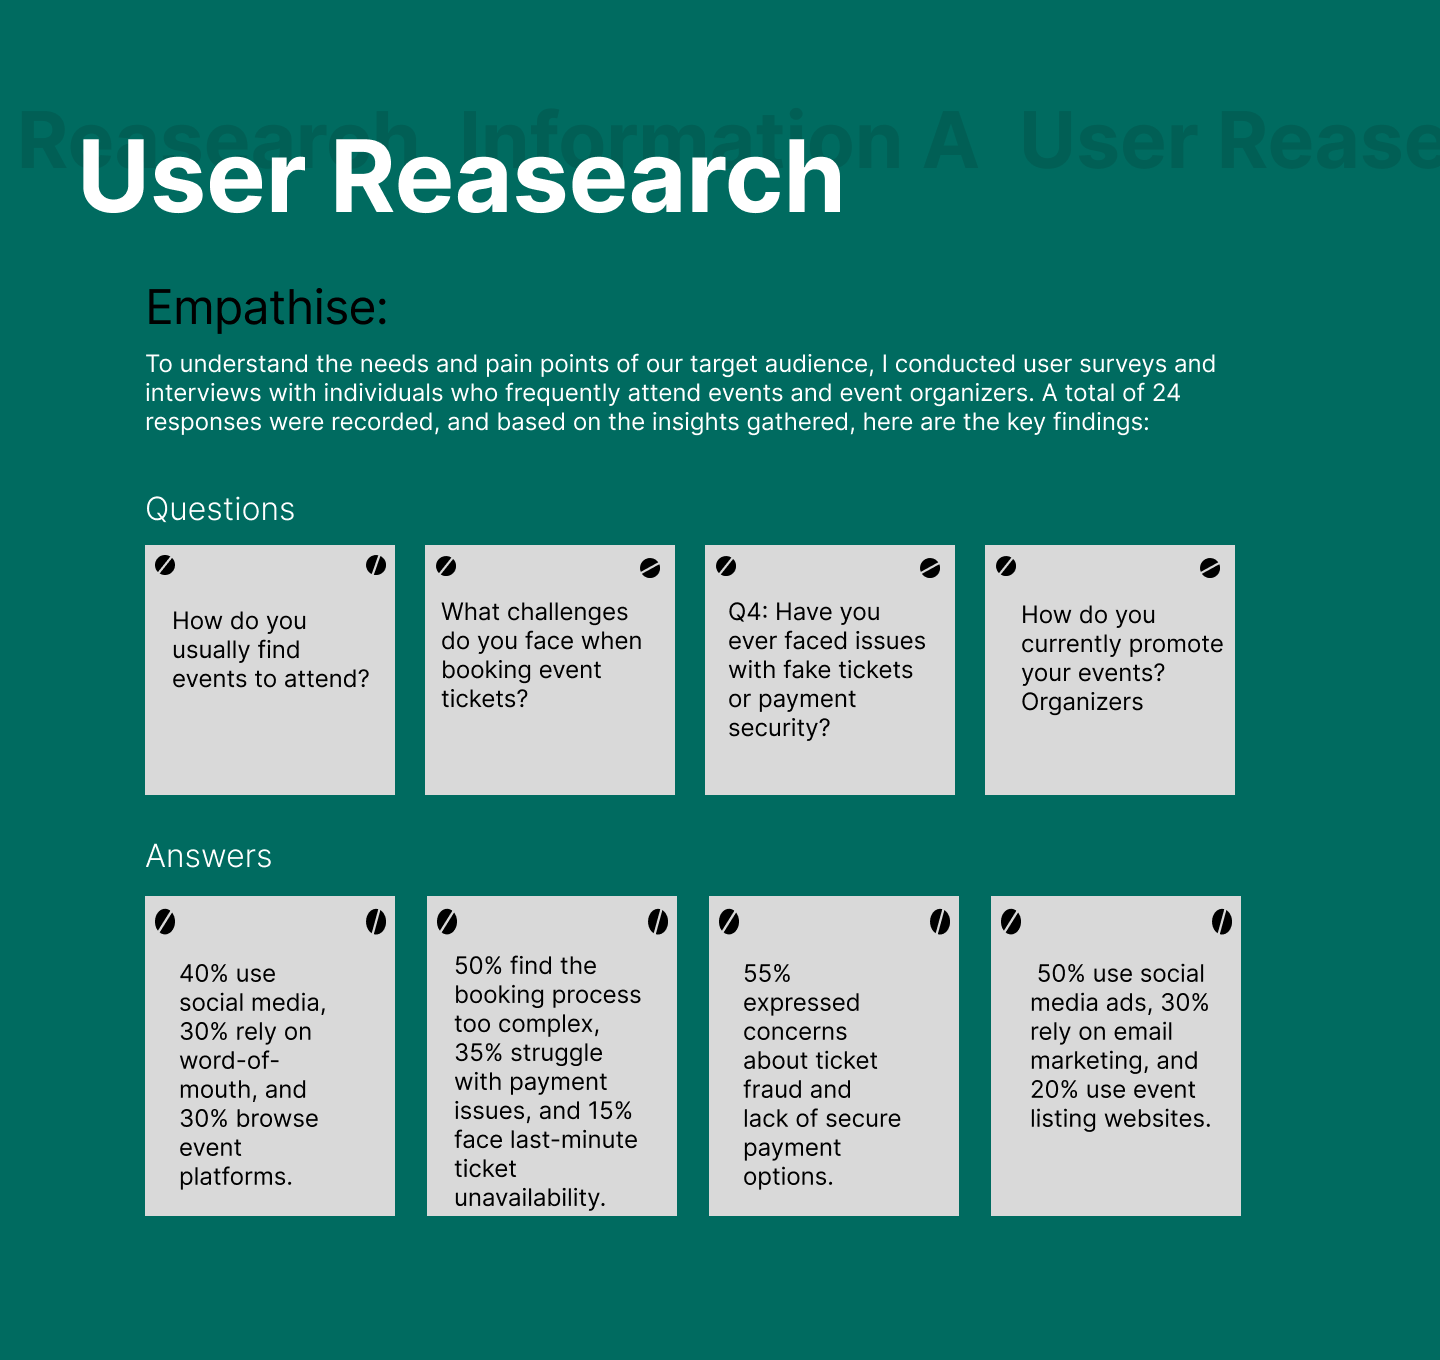 Reasearch Information A User Rease
User Reasearch
Empathise:
To understand the needs and pain points of our target audience, I conducted user surveys and
interviews with individuals who frequently attend events and event organizers. A total of 24
responses were recorded, and based on the insights gathered, here are the key findings:
Questions
How do you
usually find
events to attend?
What challenges
do you face when
booking event
tickets?
Q4: Have you
ever faced issues
with fake tickets
or payment
security?
How do you
currently promote
your events?
Organizers
Answers
40% use
social media,
30% rely on
word-of-
mouth, and
30% browse
event
platforms.
50% find the
booking process
too complex,
35% struggle
with payment
issues, and 15%
face last-minute
ticket
unavailability.
55%
expressed
concerns
about ticket
fraud and
lack of secure
payment
options.
50% use social
media ads, 30%
rely on email
marketing, and
20% use event
listing websites.